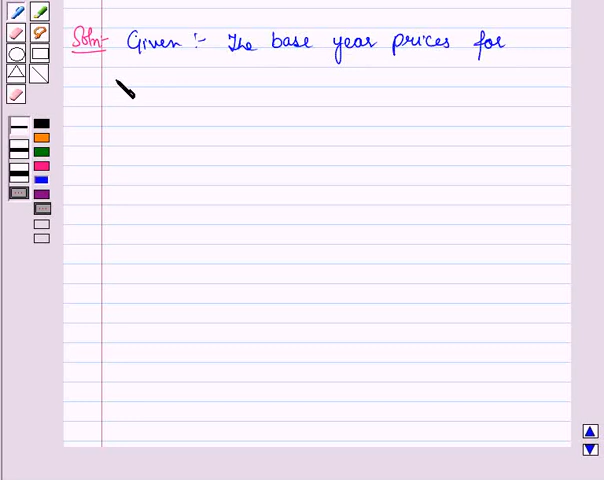 Soln:- Given :- The base year prices for